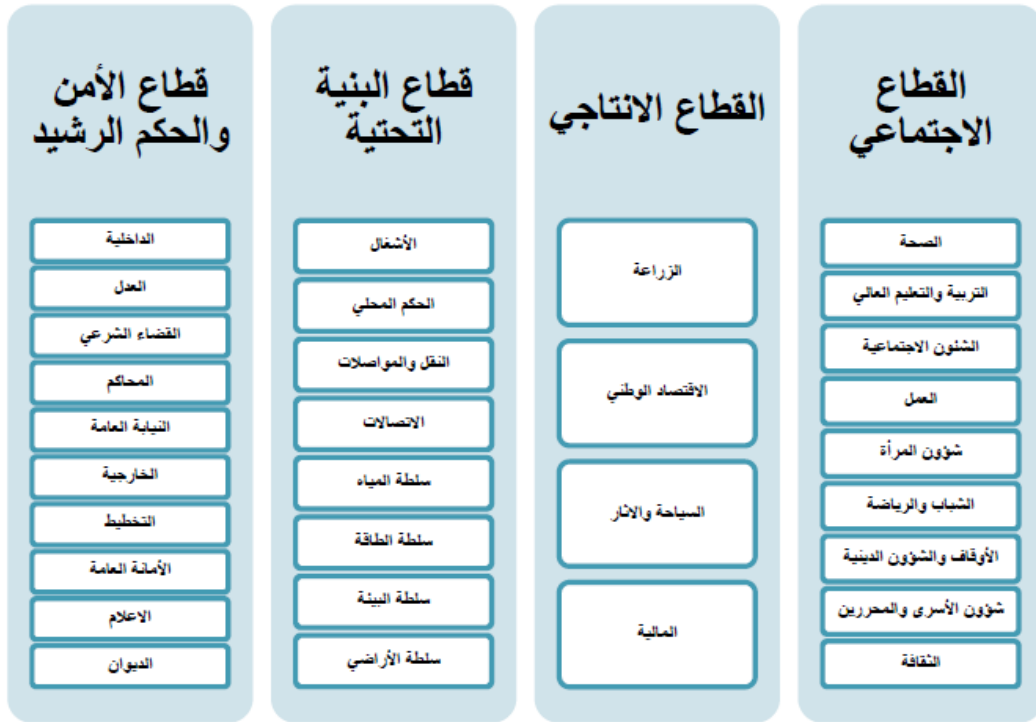 القطاع
الاجتماعي
الصحة
التربية والتعليم العالي
الشئون الاجتماعية
العمل
شؤون المرأة
الشباب والرياضة
الأوقاف والشؤون الدينية
شؤون الأسرى والمحررين
الثقافة
القطاع الانتاجي
الزراعة
الاقتصاد الوطني
السياحة والاثار
المالية
قطاع البنية
التحتية
الأشغال
الحكم المحلي
النقل والمواصلات
الاتصالات
سلطة المياه
سلطة الطاقة
سلطة البيئة
سلطة الأراضي
قطاع الأمن
والحكم الرشيد
الداخلية
العدل
القضاء الشرعي
المحاكم
النيابة العامة
الخارجية
التخطيط
الأمانة العامة
الاعلام
الديوان